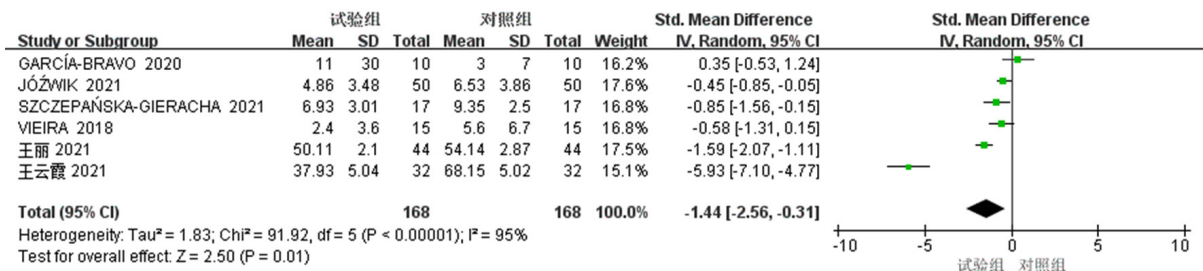 试验组 对照组 Std. Mean Difference Std. Mean Difference
Study or Subgroup Mean SD Total Mean SD Total Weight IV, Random, 95% CI IV, Random, 95% CI
GARCÍA-BRAVO 2020 11 30 10 3 7 10 16.2% 0.35 [-0.53, 1.24]
JÓŹWIK 2021 4.86 3.48 50 6.53 3.86 50 17.6% -0.45 [-0.85, -0.05]
SZCZEPAŃSKA-GIERACHA 2021 6.93 3.01 17 9.35 2.5 17 16.9% -0.85 [-1.56, -0.15]
VIEIRA 2018 2.4 3.6 15 5.6 6.7 15 16.8% -0.58 [-1.31, 0.15]
王丽 2021 50.11 2.1 44 54.14 2.87 44 17.5% -1.59 [-2.07, -1.11]
王云霞 2021 37.93 5.04 32 68.15 5.02 32 15.1% -5.93 [-7.10, -4.77]
Total (95% CI) 168 168 100.0% -1.44 [-2.56, -0.31]
Heterogeneity: Tau² = 1.83; Chi² = 91.92, df = 5 (P < 0.00001); I² = 95%
Test for overall effect: Z = 2.50 (P = 0.01)
-10 -5 0 5 10
试验组 对照组